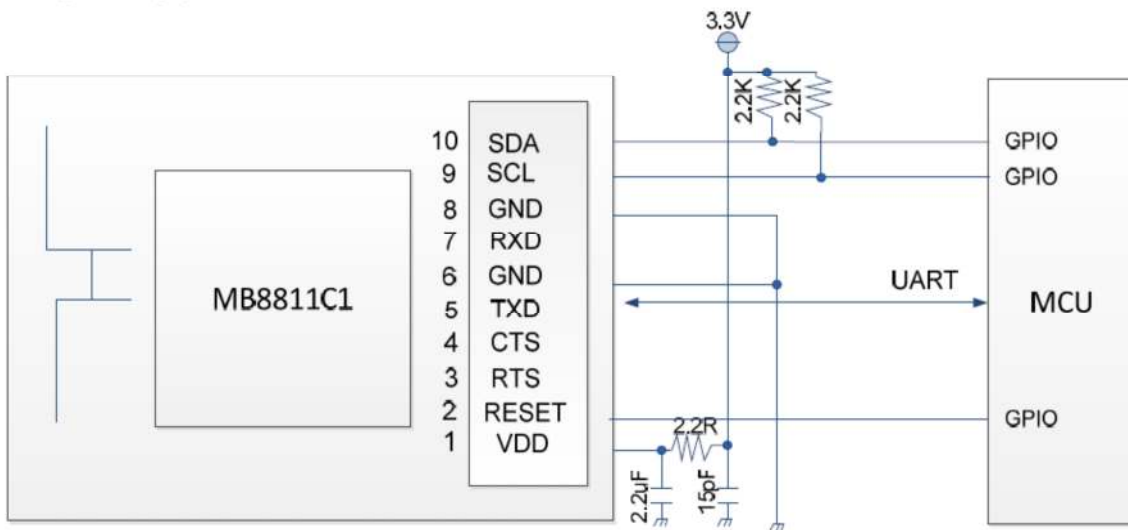 3.3V
2.2K
2.2K
10 SDA
9 SCL
8 GND
7 RXD
6 GND
5 TXD
4 CTS
3 RTS
2 RESET
1 VDD
MB8811C1
GPIO
GPIO
UART
MCU
GPIO
2.2R
2.2uF
15pF